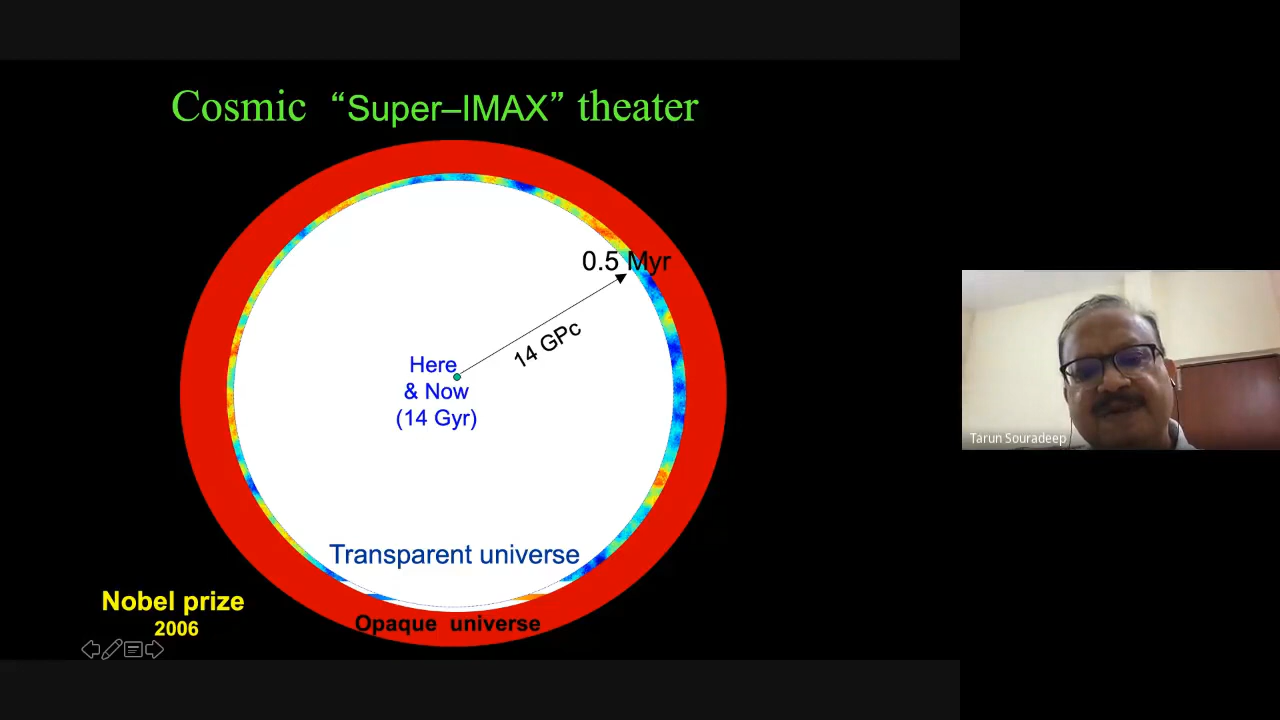 Cosmic “Super–IMAX” theater
0.5 Myr
14 GPc
Here
& Now
(14 Gyr)
Transparent universe
Opaque universe
Nobel prize
2006
Tarun Souradeep